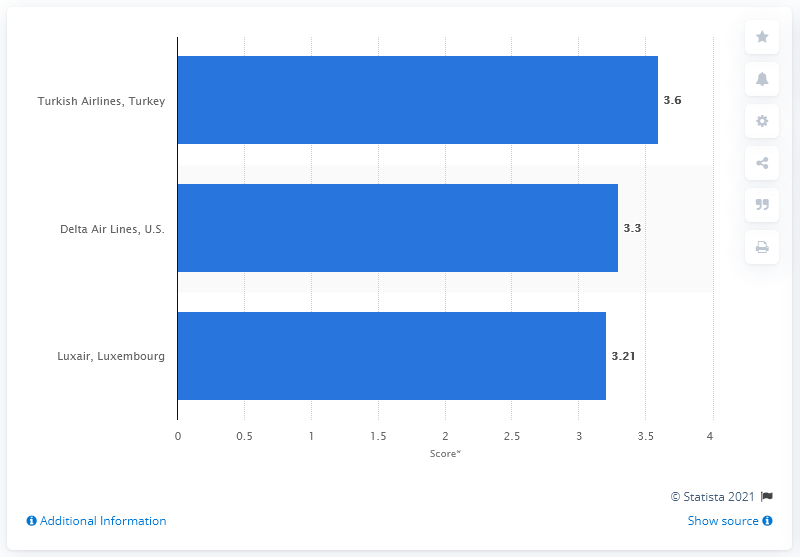 Turkish Airlines, Turkey
3.6
Delta Air Lines, U.S.
3.3
Luxair, Luxembourg
3.21
0 0.5 1 1.5 2 2.5 3 3.5 4
Score*
© Statista 2021
Additional Information
Show source